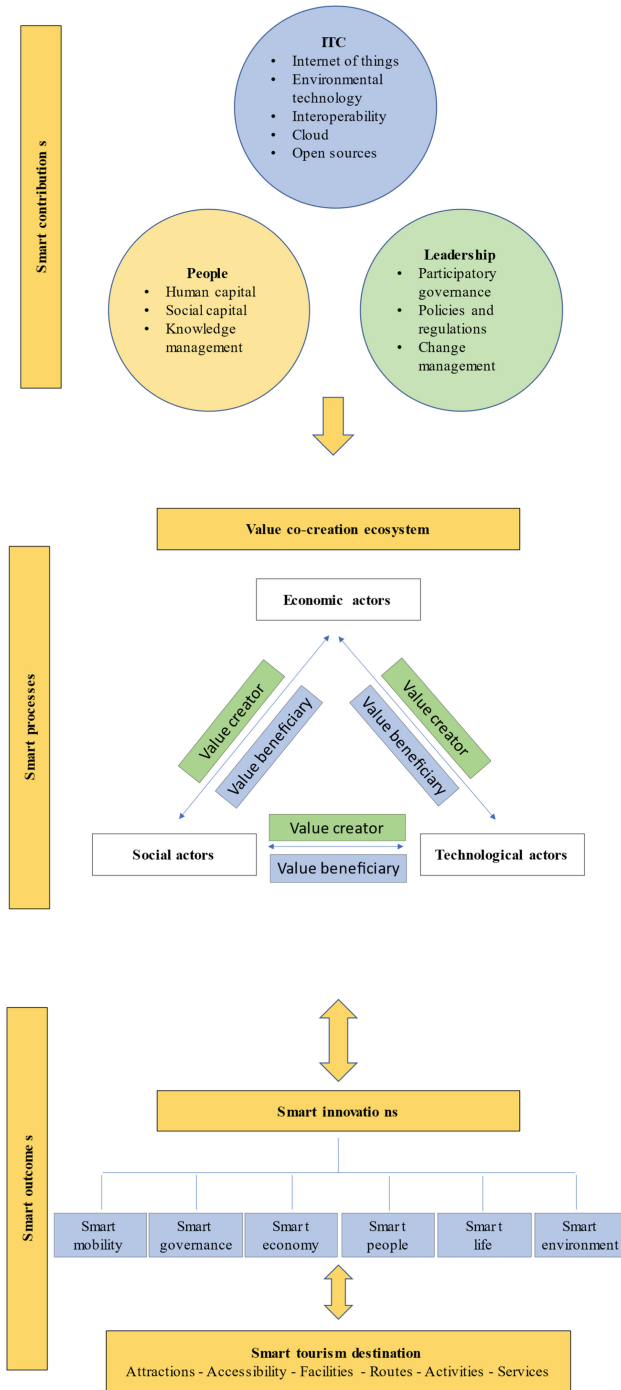 Smart contribution s
ITC
• Internet of things
• Environmental
technology
• Interoperability
• Cloud
• Open sources
People
• Human capital
• Social capital
• Knowledge
management
Leadership
• Participatory
governance
• Policies and
regulations
• Change
management
Smart processes
Value co-creation ecosystem
Economic actors
Value creator
Value beneficiary
Value creator
Value beneficiary
Social actors
Value creator
Value beneficiary
Technological actors
Smart outcome s
Smart innovatio ns
Smart
mobility
Smart
governance
Smart
economy
Smart
people
Smart
life
Smart
environment
Smart tourism destination
Attractions - Accessibility - Facilities - Routes - Activities - Services